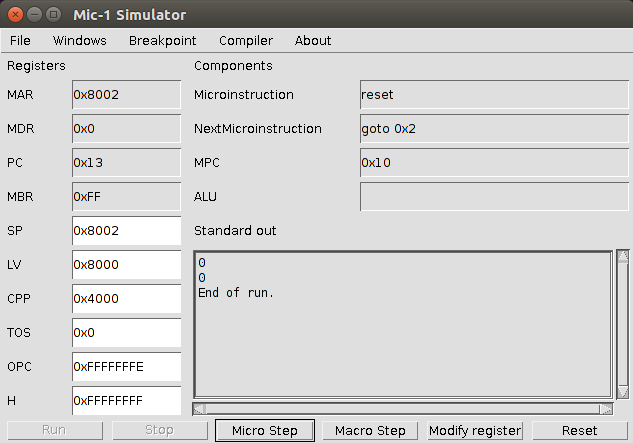 Mic-1 Simulator
File Windows Breakpoint Compiler About
Registers Components
MAR 0x8002 Microinstruction reset
MDR 0x0 NextMicroinstruction goto 0x2
PC 0x13 MPC 0x10
MBR 0xFF ALU
SP 0x8002 Standard out
LV 0x8000
CPP 0x4000
TOS 0x0
OPC 0xFFFFFFFE
H 0xFFFFFFFF
0
0
End of run.
Run Stop Micro Step Macro Step Modify register Reset